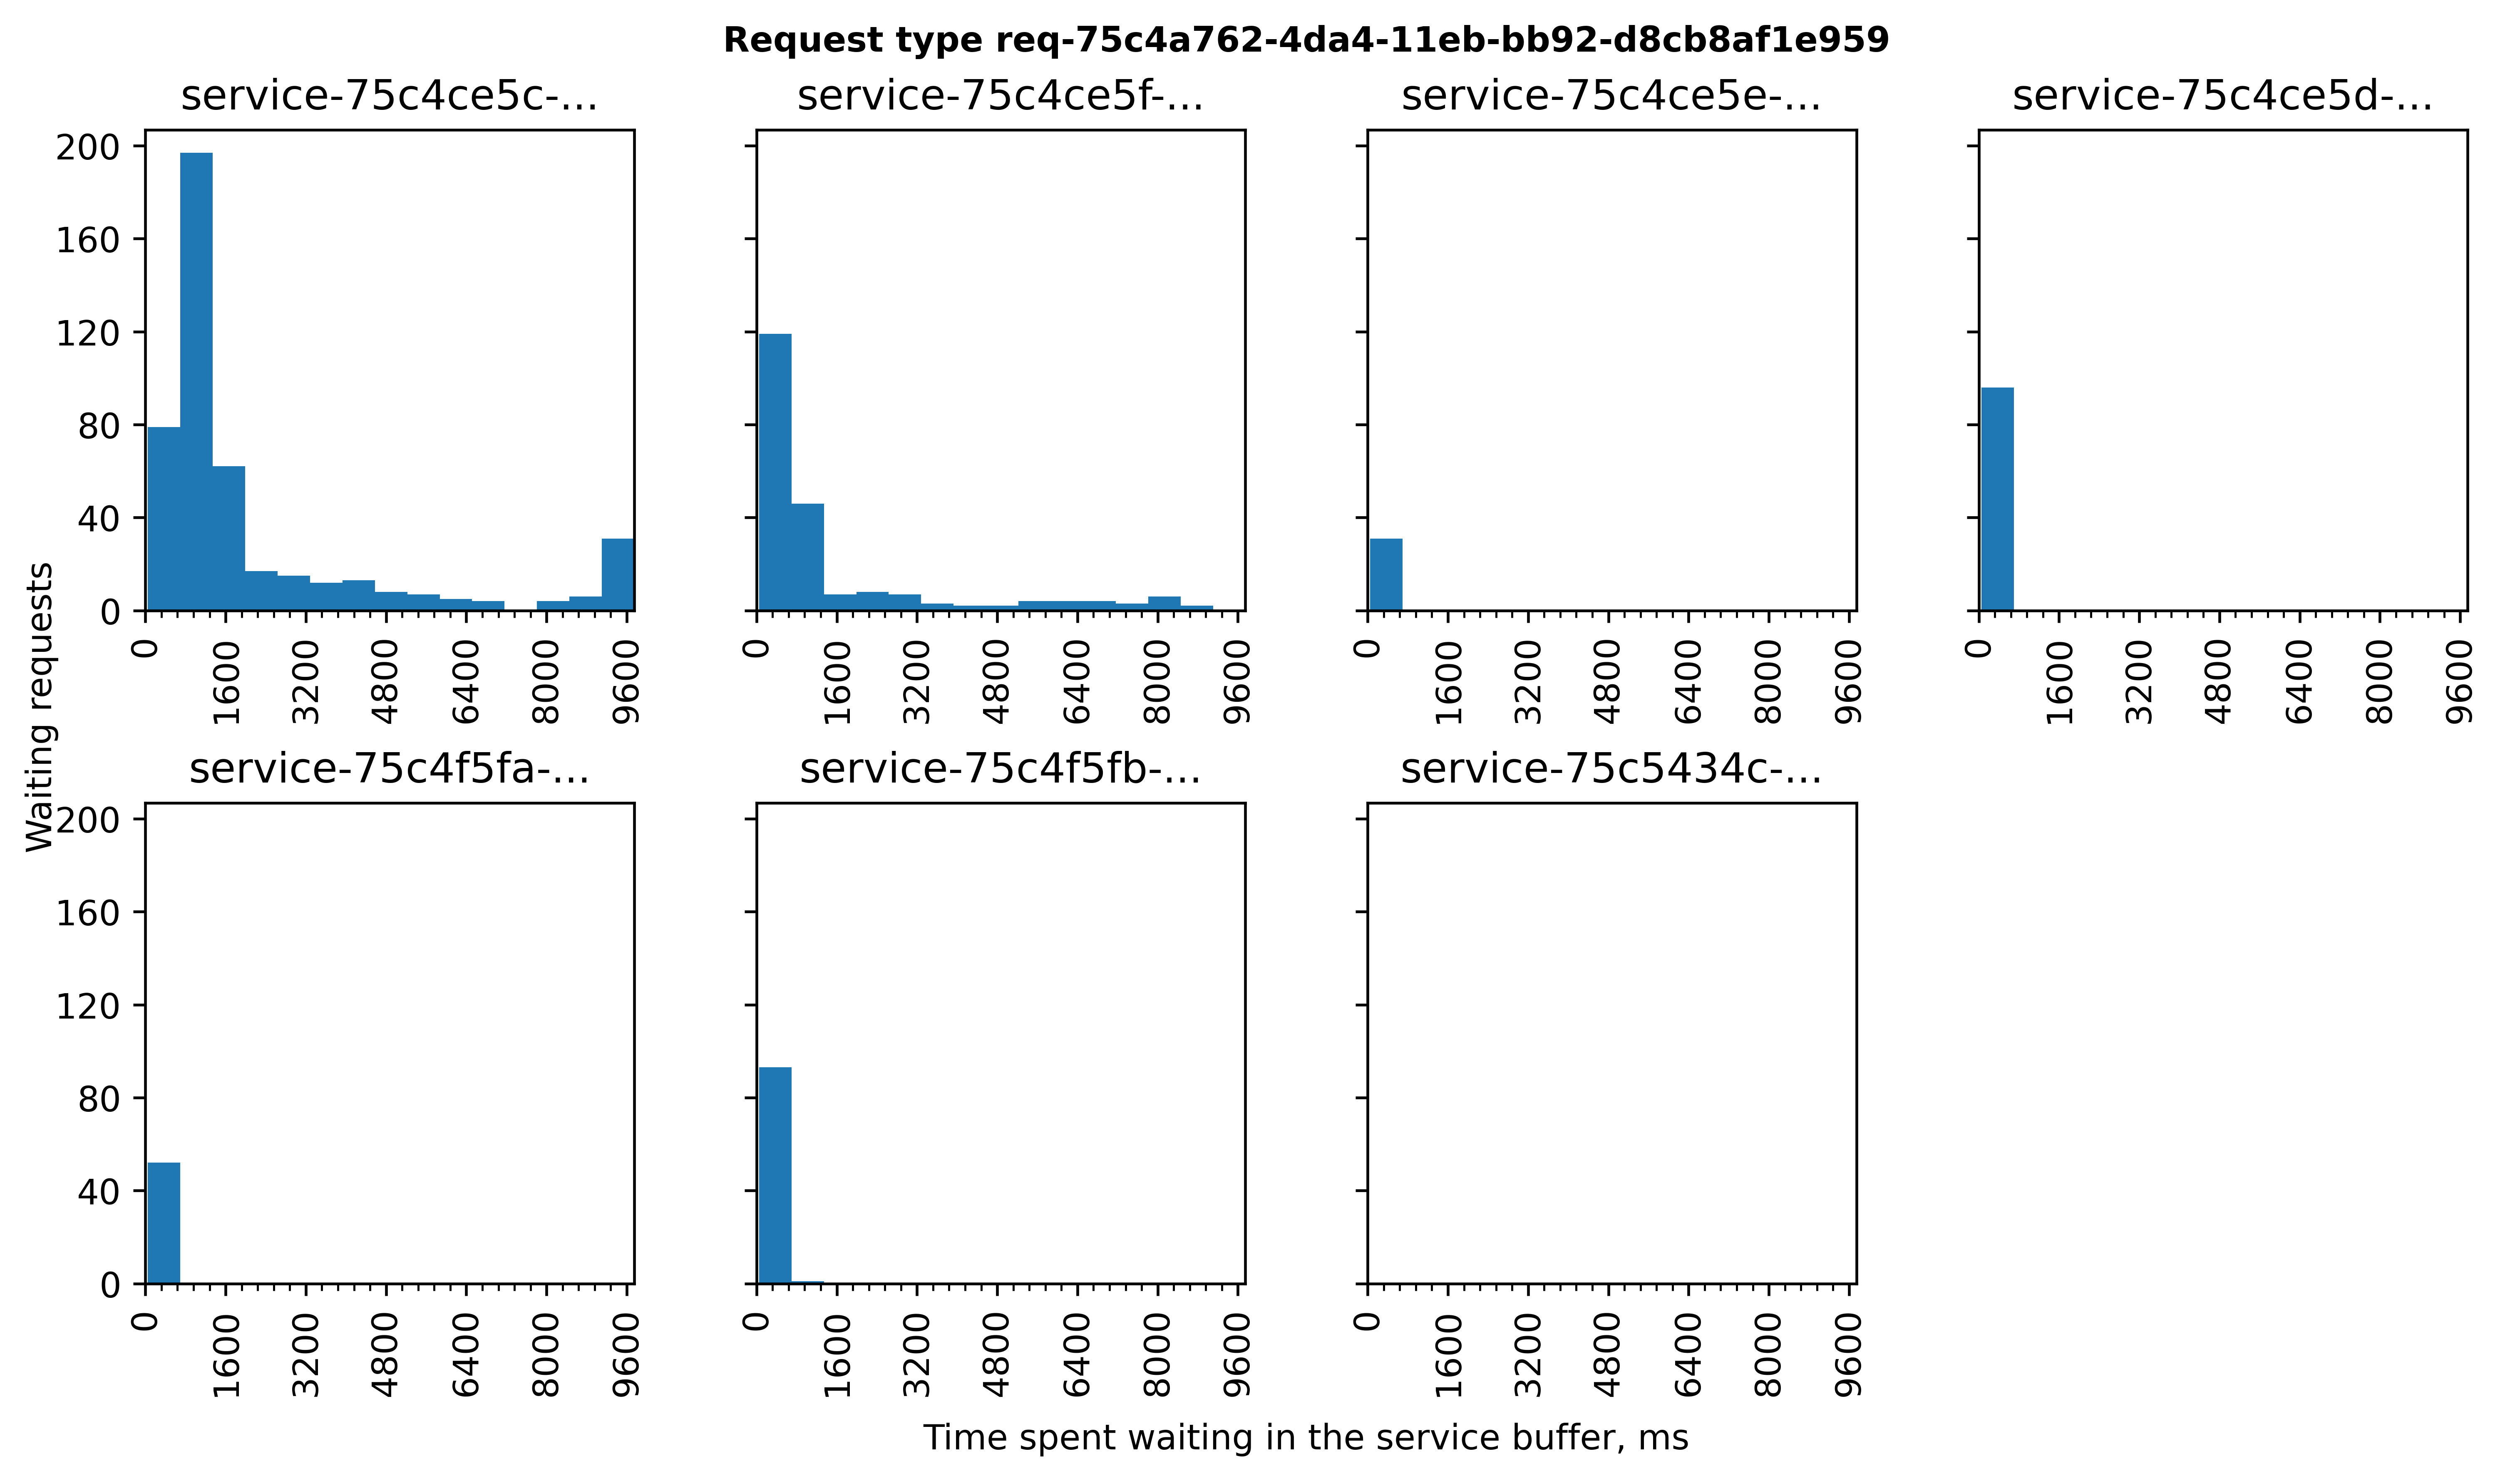 Request type req-75c4a762-4da4-11eb-bb92-d8cb8af1e959
service-75c4ce5c-...
service-75c4ce5f-...
service-75c4ce5e-...
service-75c4ce5d-...
200
160
120
80
40
0
0 1600 3200 4800 6400 8000 9600
0 1600 3200 4800 6400 8000 9600
0 1600 3200 4800 6400 8000 9600
0 1600 3200 4800 6400 8000 9600
Waiting requests
service-75c4f5fa-...
service-75c4f5fb-...
service-75c5434c-...
200
160
120
80
40
0
0 1600 3200 4800 6400 8000 9600
0 1600 3200 4800 6400 8000 9600
0 1600 3200 4800 6400 8000 9600
Time spent waiting in the service buffer, ms